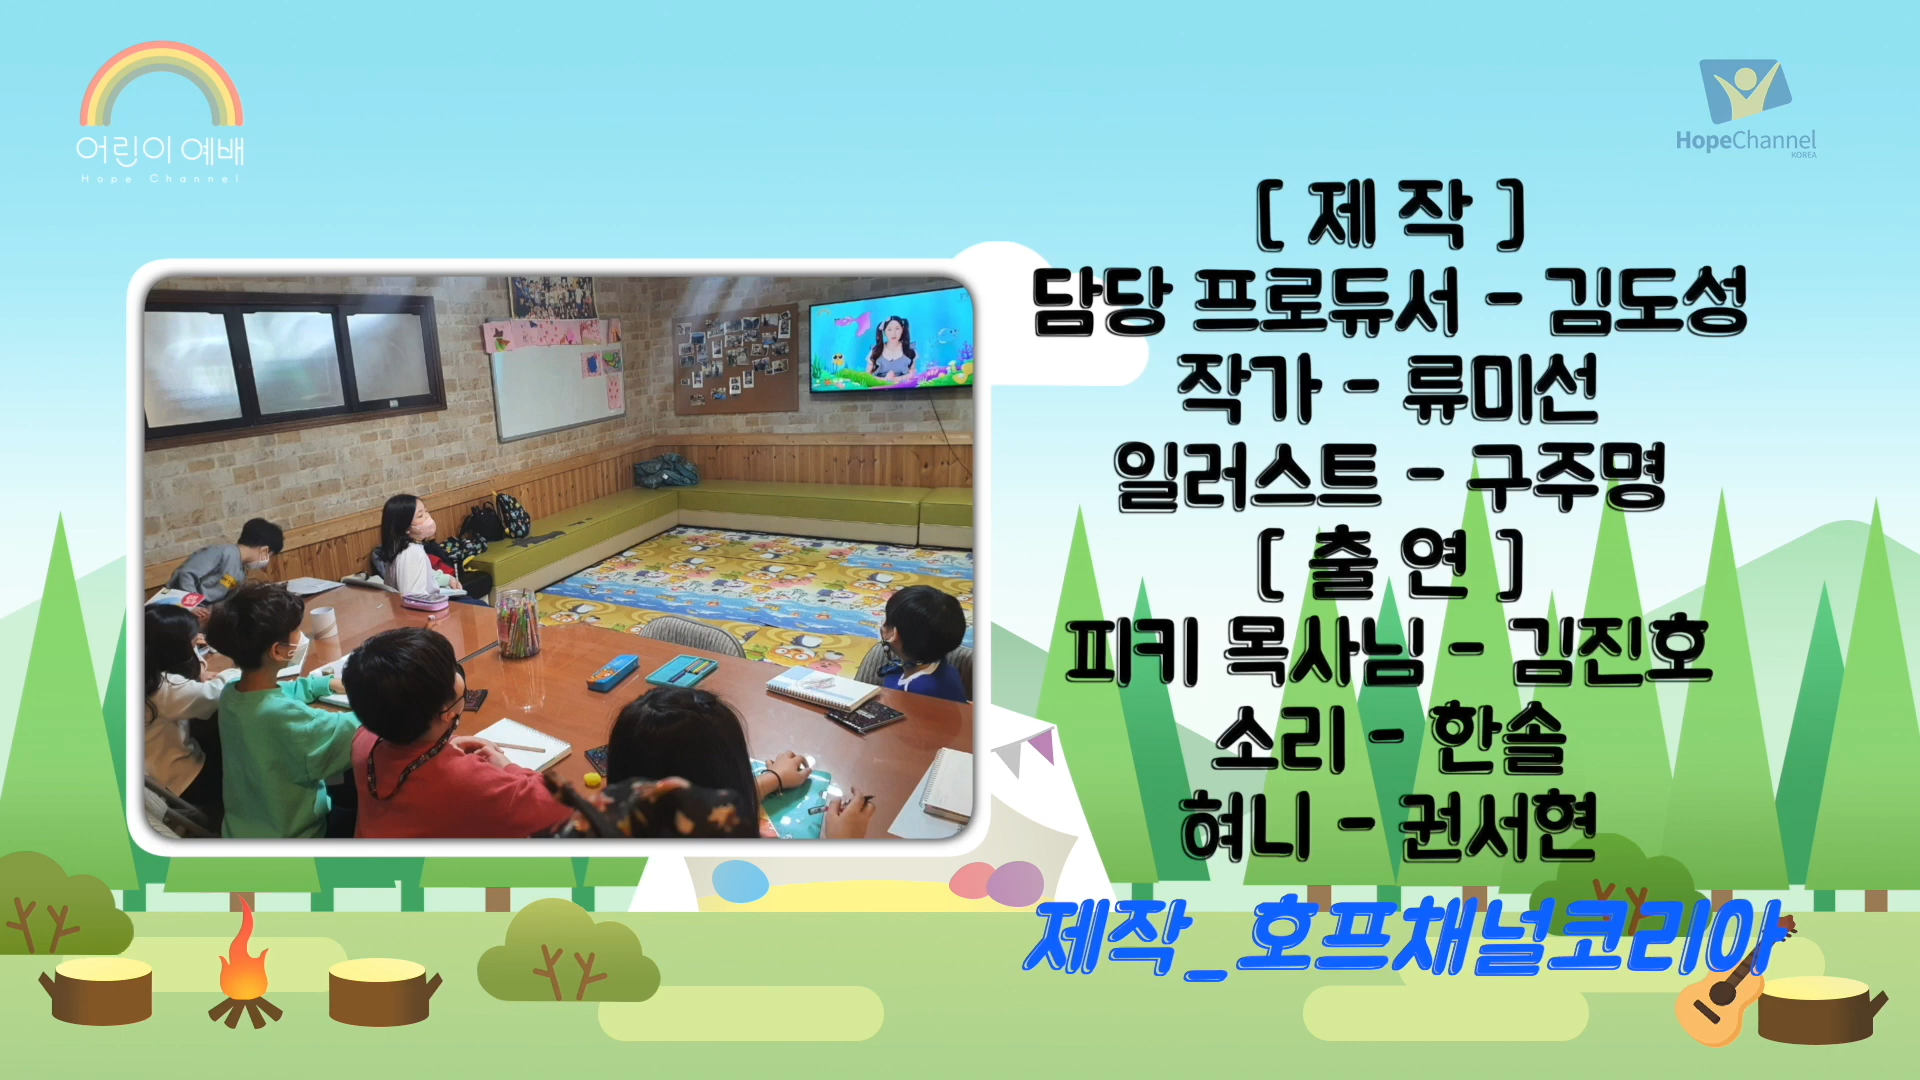 어린이 예배
Hope Channel
HopeChannel
KOREA
[ 제 작 ]
담당 프로듀서 - 김도성
작가 - 류미선
일러스트 - 구주명
[ 출 연 ]
피키 목사님 - 김진호
소리 - 한솔
혀니 - 권서현
제작_호프채널코리아